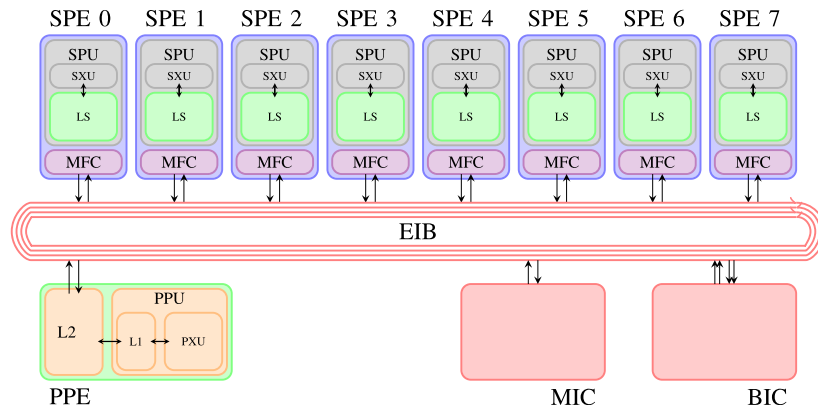 SPE 0 SPE 1 SPE 2 SPE 3 SPE 4 SPE 5 SPE 6 SPE 7
SPU SPU SPU SPU SPU SPU SPU SPU
SXU SXU SXU SXU SXU SXU SXU SXU
LS LS LS LS LS LS LS LS
MFC MFC MFC MFC MFC MFC MFC MFC
EIB
PPU
L2 L1 PXU
PPE MIC BIC